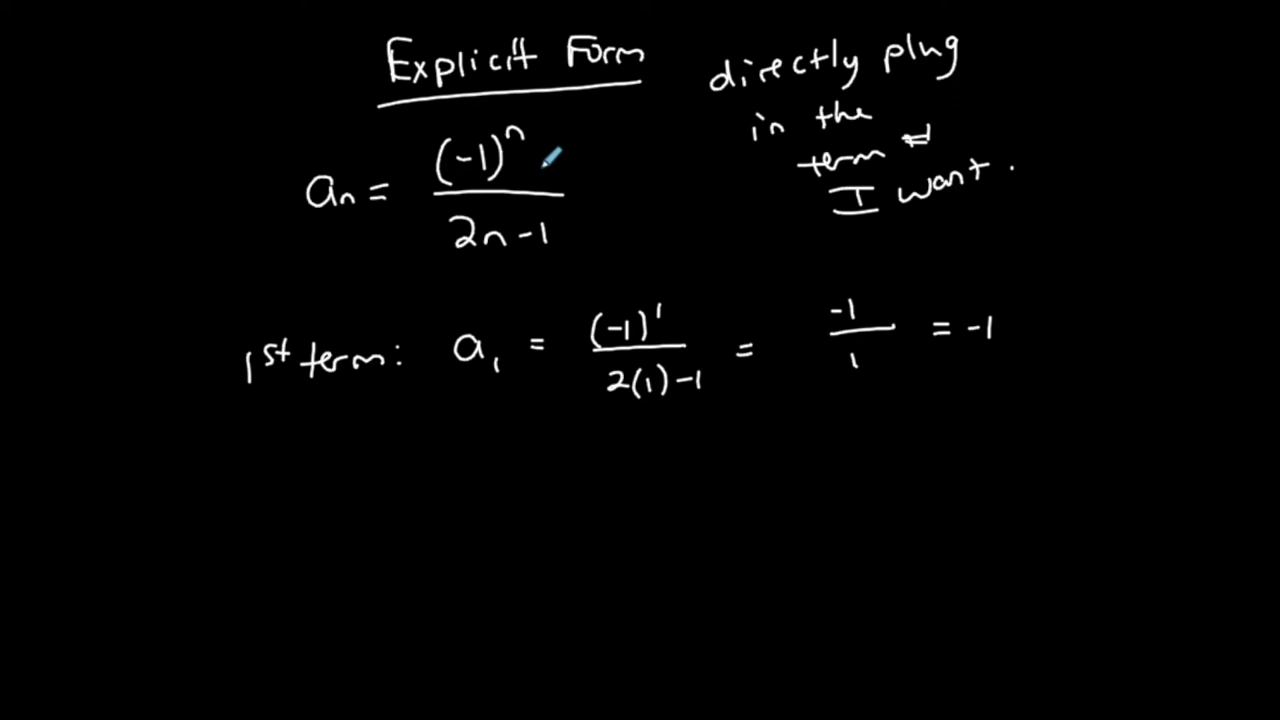 Explicit Form
directly plug
in the
term #
I want.
an = (-1)^n / 2n-1
1st term: a1 = (-1)^1 / 2(1)-1 = -1/1 = -1